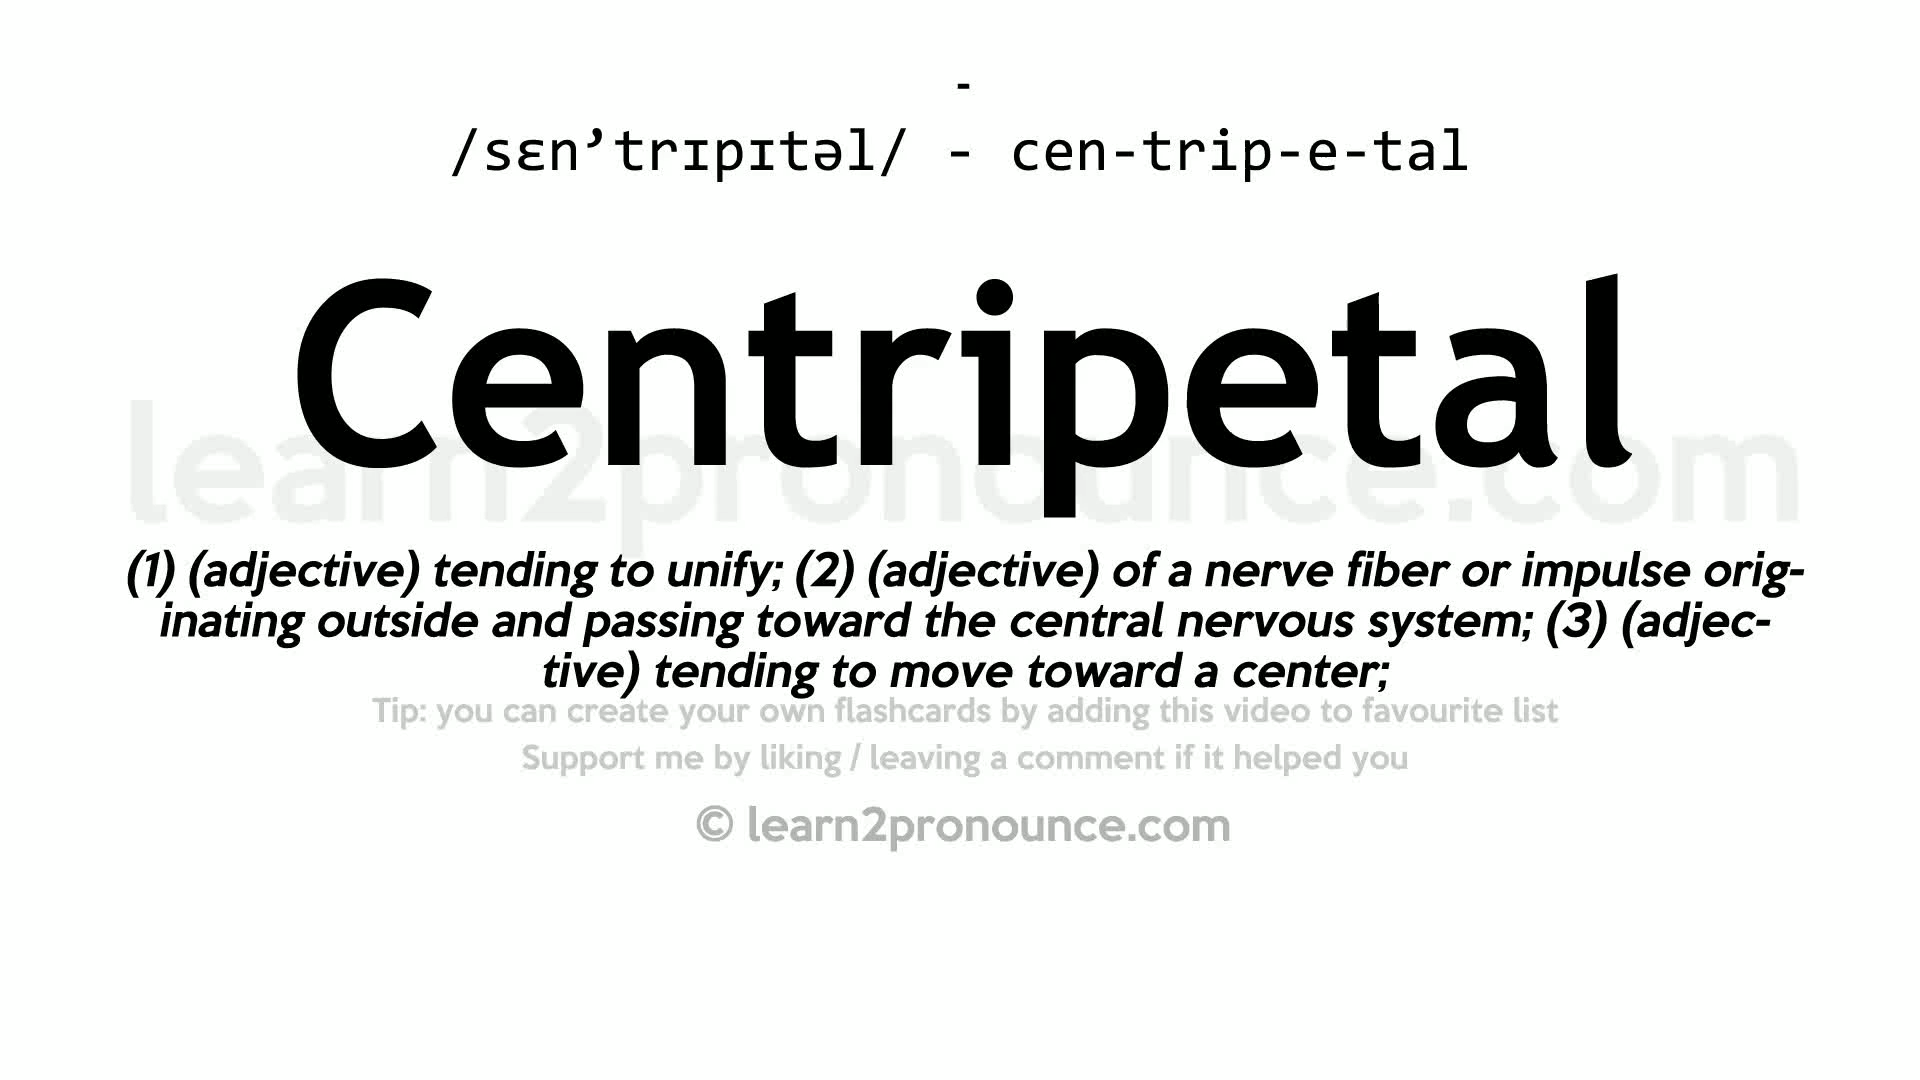 -
/sɛn’trɪpɪtəl/ - cen-trip-e-tal
Centripetal
learn2pronounce.com
(1) (adjective) tending to unify; (2) (adjective) of a nerve fiber or impulse orig-
inating outside and passing toward the central nervous system; (3) (adjec-
tive) tending to move toward a center;
Tip: you can create your own flashcards by adding this video to favourite list
Support me by liking / leaving a comment if it helped you
© learn2pronounce.com